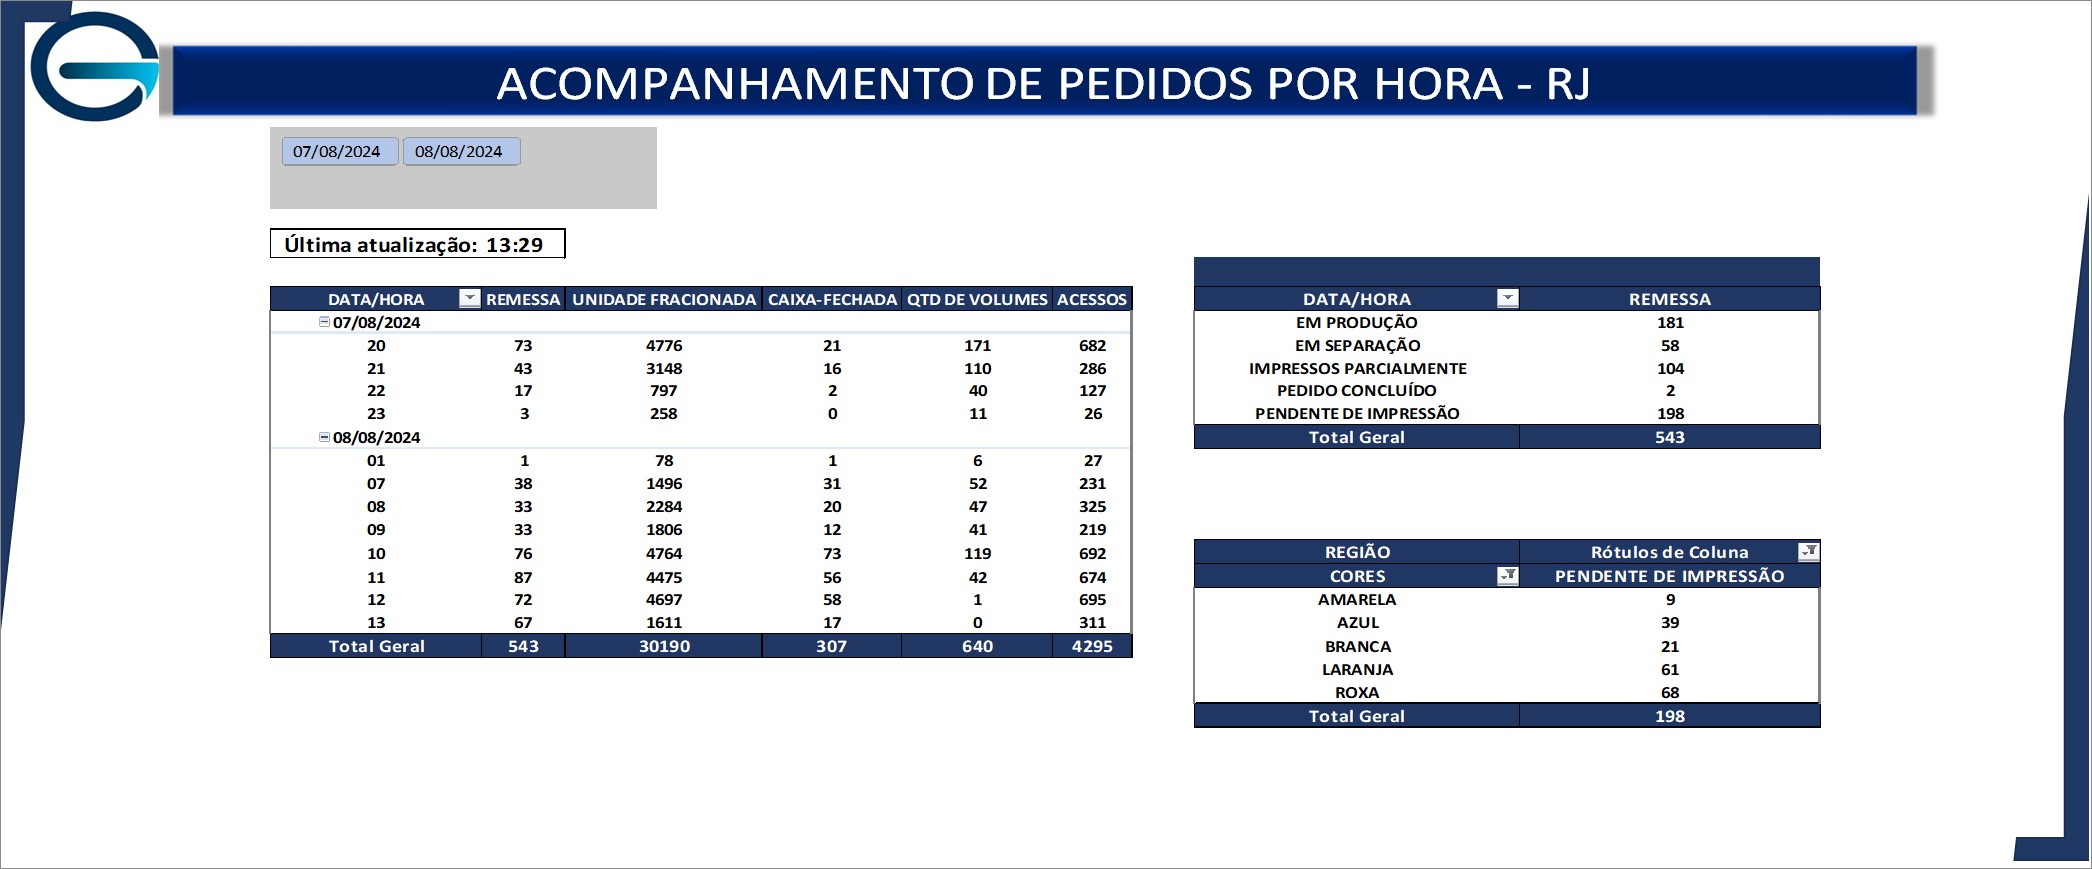 ACOMPANHAMENTO DE PEDIDOS POR HORA - RJ
07/08/2024 08/08/2024
Última atualização: 13:29
DATA/HORA REMESSA UNIDADE FRACIONADA CAIXA-FECHADA QTD DE VOLUMES ACESSOS
07/08/2024
20 73 4776 21 171 682
21 43 3148 16 110 286
22 17 797 2 40 127
23 3 258 0 11 26
08/08/2024
01 1 78 1 6 27
07 38 1496 31 52 231
08 33 2284 20 47 325
09 33 1806 12 41 219
10 76 4764 73 119 692
11 87 4475 56 42 674
12 72 4697 58 1 695
13 67 1611 17 0 311
Total Geral 543 30190 307 640 4295
DATA/HORA REMESSA
EM PRODUÇÃO 181
EM SEPARAÇÃO 58
IMPRESSOS PARCIALMENTE 104
PEDIDO CONCLUÍDO 2
PENDENTE DE IMPRESSÃO 198
Total Geral 543
REGIÃO Rótulos de Coluna
CORES PENDENTE DE IMPRESSÃO
AMARELA 9
AZUL 39
BRANCA 21
LARANJA 61
ROXA 68
Total Geral 198